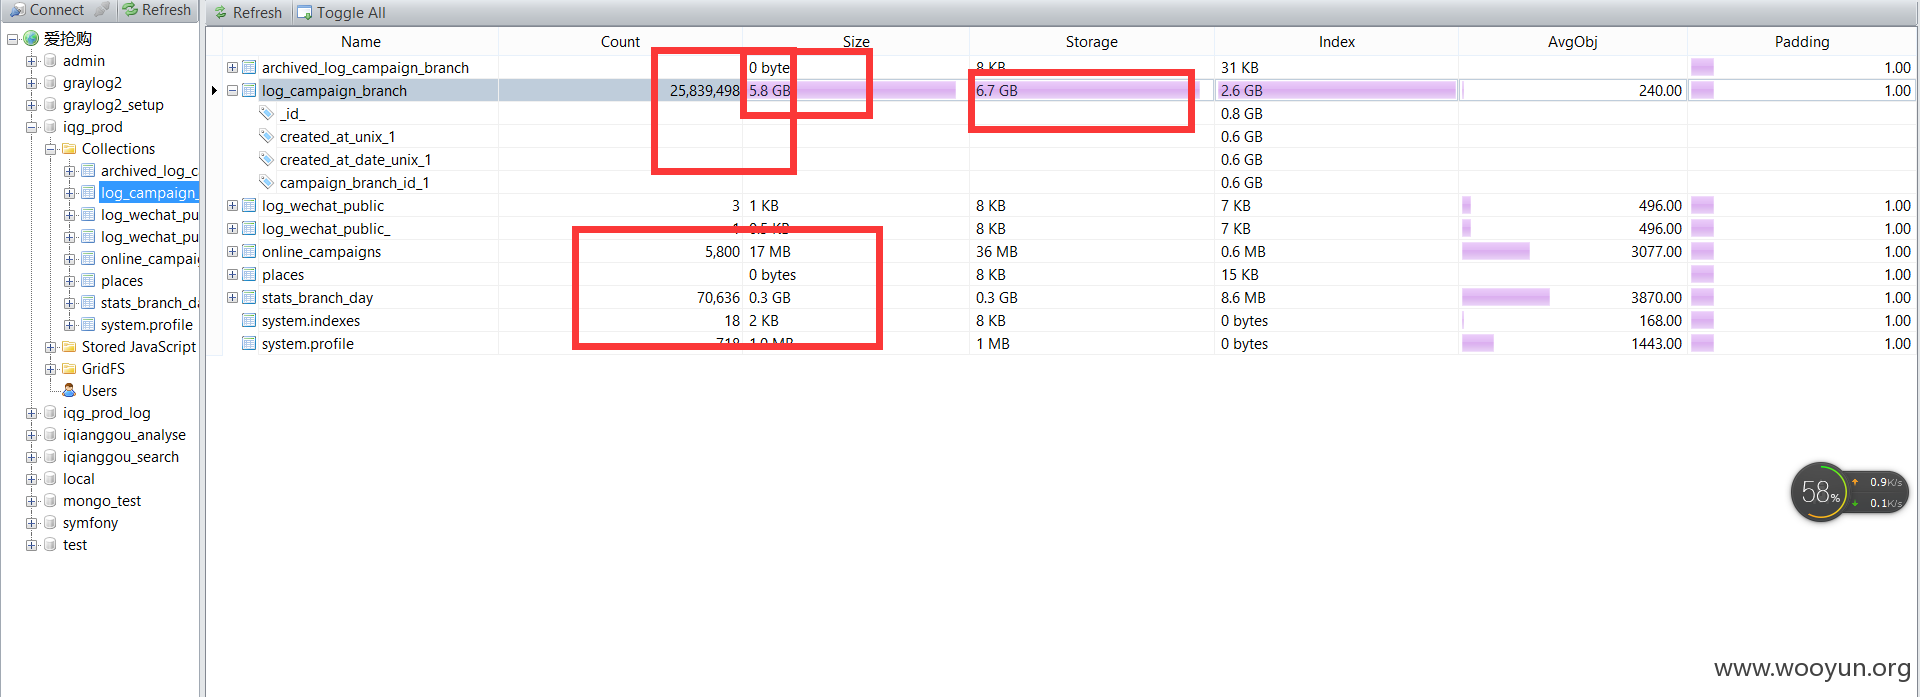 Connect Refresh Refresh Toggle All
爱抢购
admin
graylog2
graylog2_setup
iqg_prod
Collections
archived_log_c
log_campaign_
log_wechat_pu
log_wechat_pu
online_campaig
places
stats_branch_da
system.profile
Stored JavaScript
GridFS
Users
iqg_prod_log
iqianggou_analyse
iqianggou_search
local
mongo_test
symfony
test
Name Count Size Storage Index AvgObj Padding
archived_log_campaign_branch 0 byte 8 KB 31 KB 1.00
log_campaign_branch 25,839,498 5.8 GB 6.7 GB 2.6 GB 240.00 1.00
_id_ 0.8 GB
created_at_unix_1 0.6 GB
created_at_date_unix_1 0.6 GB
campaign_branch_id_1 0.6 GB
log_wechat_public 3 1 KB 8 KB 7 KB 496.00 1.00
log_wechat_public_ 1 0.5 KB 8 KB 7 KB 496.00 1.00
online_campaigns 5,800 17 MB 36 MB 0.6 MB 3077.00 1.00
places 0 bytes 8 KB 15 KB 1.00
stats_branch_day 70,636 0.3 GB 0.3 GB 8.6 MB 3870.00 1.00
system.indexes 18 2 KB 8 KB 0 bytes 168.00 1.00
system.profile 718 1.0 MB 1 MB 0 bytes 1443.00 1.00
58% 0.9K/s
0.1K/s
www.wooyun.org